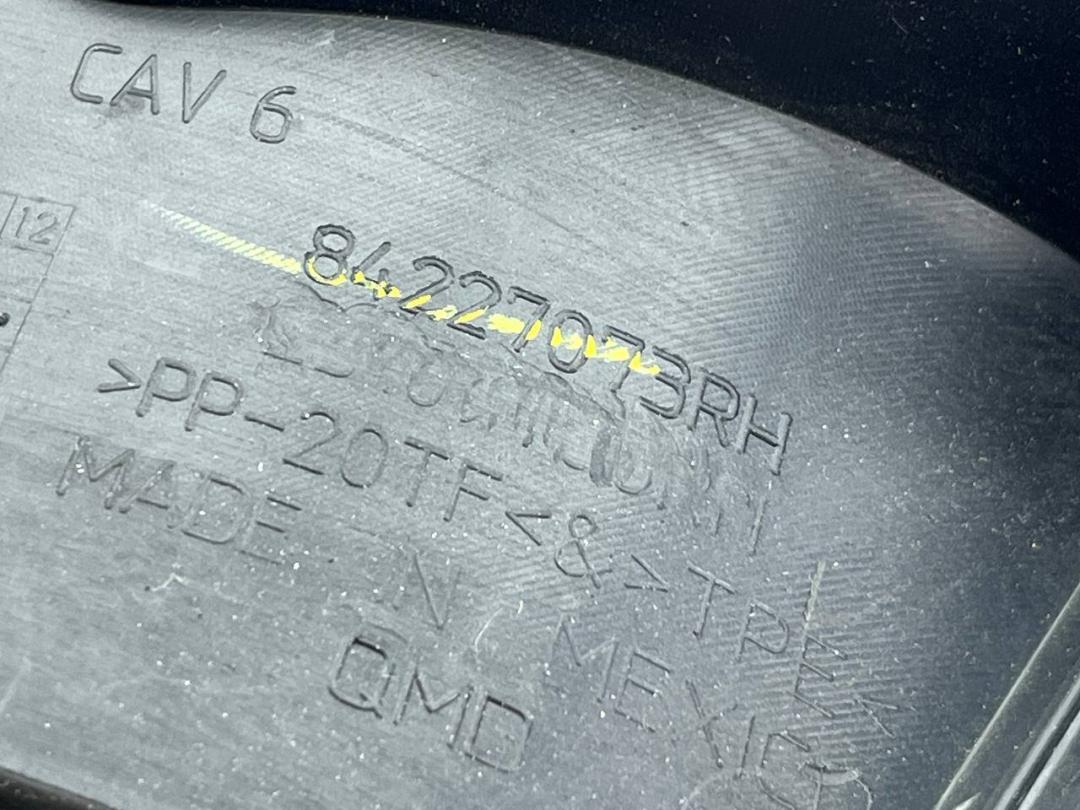 CAV 6
12
84227073RH
>PP-20TF<&>TPE<
MADE IN MEXICO
QMD